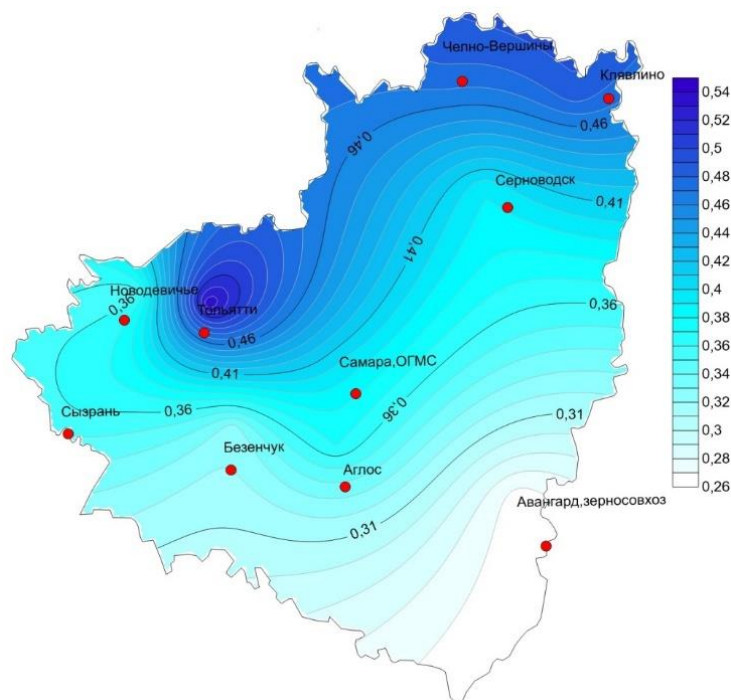 Челно-Вершины
Клявлино
0,46
0,46
Серноводск
0,41
0,41
Новодевичье
0,36
Тольятти
0,46
0,36
0,41
Самара,ОГМС
0,36
0,36
Сызрань
0,31
Безенчук
Аглос
Авангард,зерносовхоз
0,31
0,54
0,52
0,5
0,48
0,46
0,44
0,42
0,4
0,38
0,36
0,34
0,32
0,3
0,28
0,26